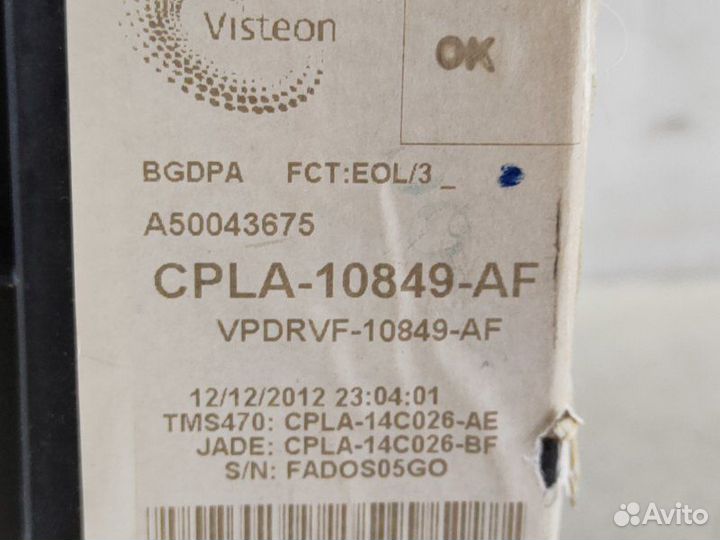 Visteon
OK
BGDPA FCT:EOL/3_
A50043675
CPLA-10849-AF
VPDRVF-10849-AF
12/12/2012 23:04:01
TMS470: CPLA-14C026-AE
JADE: CPLA-14C026-BF
S/N: FADOS05GO
Avito